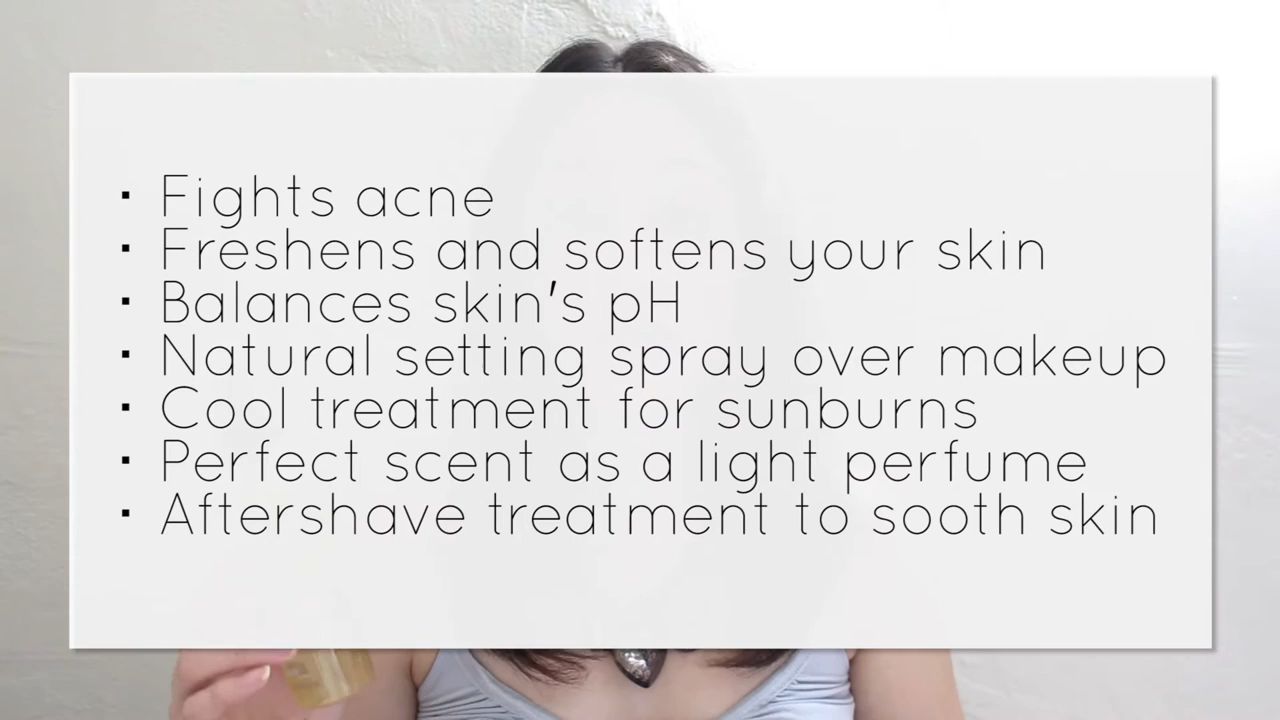 · Fights acne
· Freshens and softens your skin
· Balances skin's pH
· Natural setting spray over makeup
· Cool treatment for sunburns
· Perfect scent as a light perfume
· Aftershave treatment to sooth skin